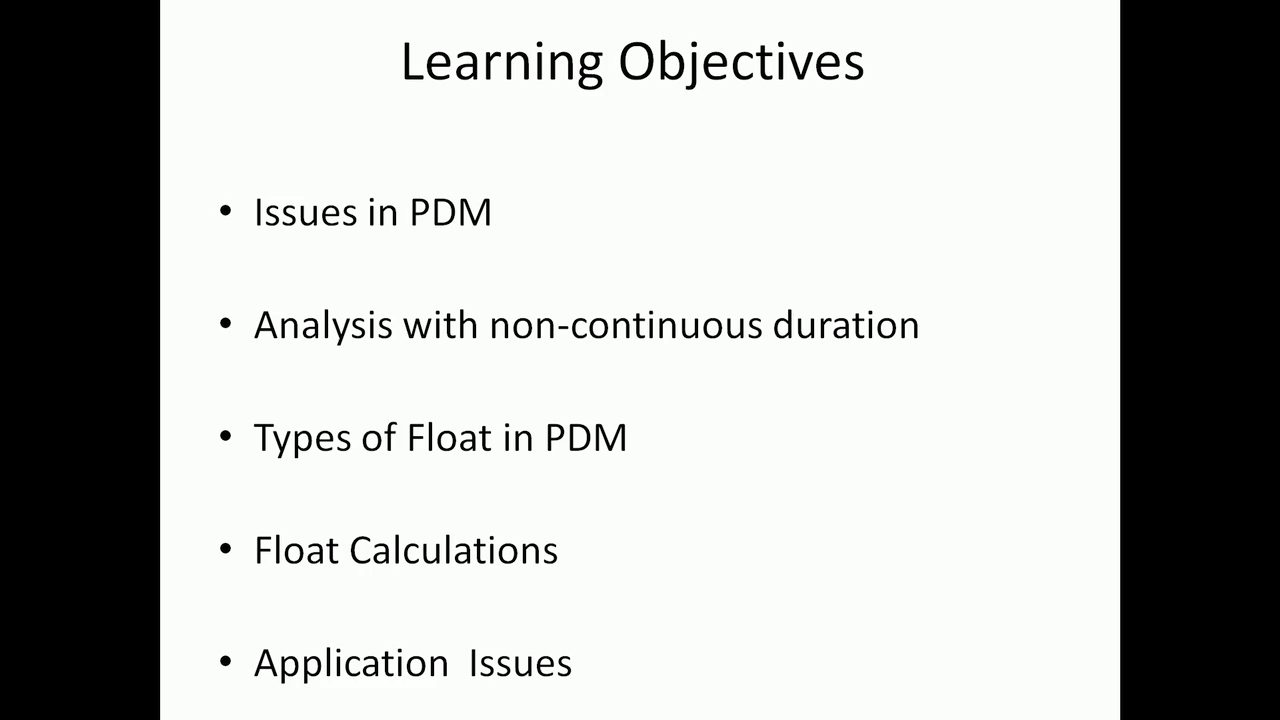 Learning Objectives
• Issues in PDM
• Analysis with non-continuous duration
• Types of Float in PDM
• Float Calculations
• Application  Issues